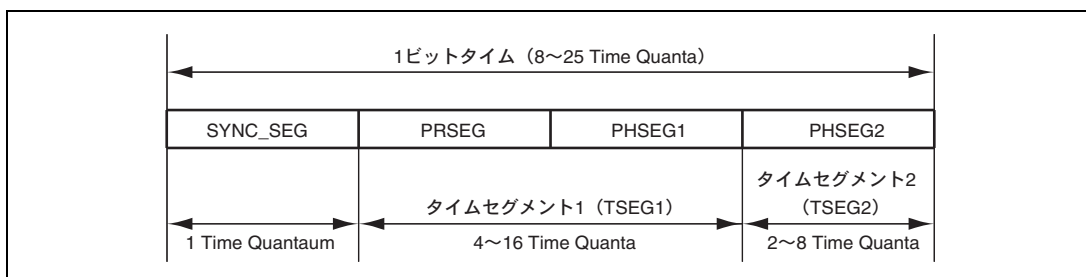 1ビットタイム（8～25 Time Quanta）
SYNC_SEG
PRSEG
PHSEG1
PHSEG2
タイムセグメント1（TSEG1）
タイムセグメント2
（TSEG2）
1 Time Quantaum
4～16 Time Quanta
2～8 Time Quanta